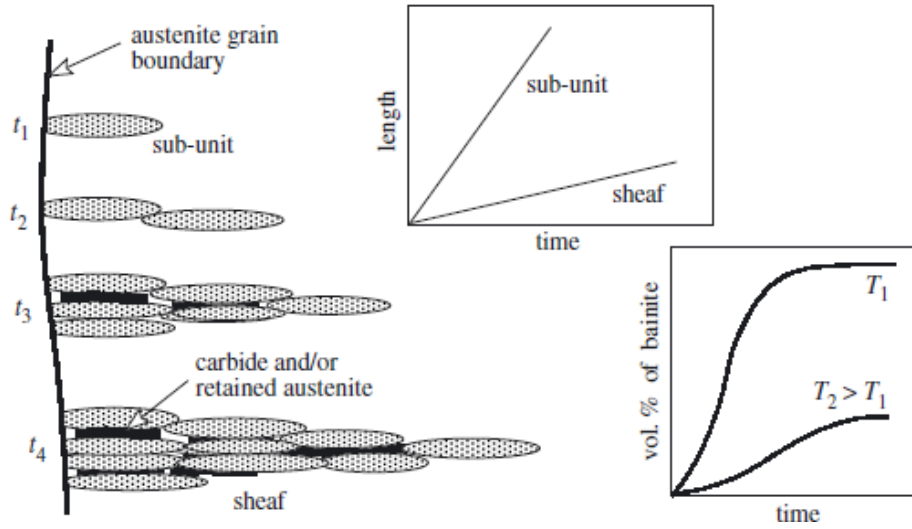 austenite grain
boundary
t1
sub-unit
t2
t3
carbide and/or
retained austenite
t4
sheaf
length
sub-unit
sheaf
time
vol. % of bainite
T1
T2 > T1
time